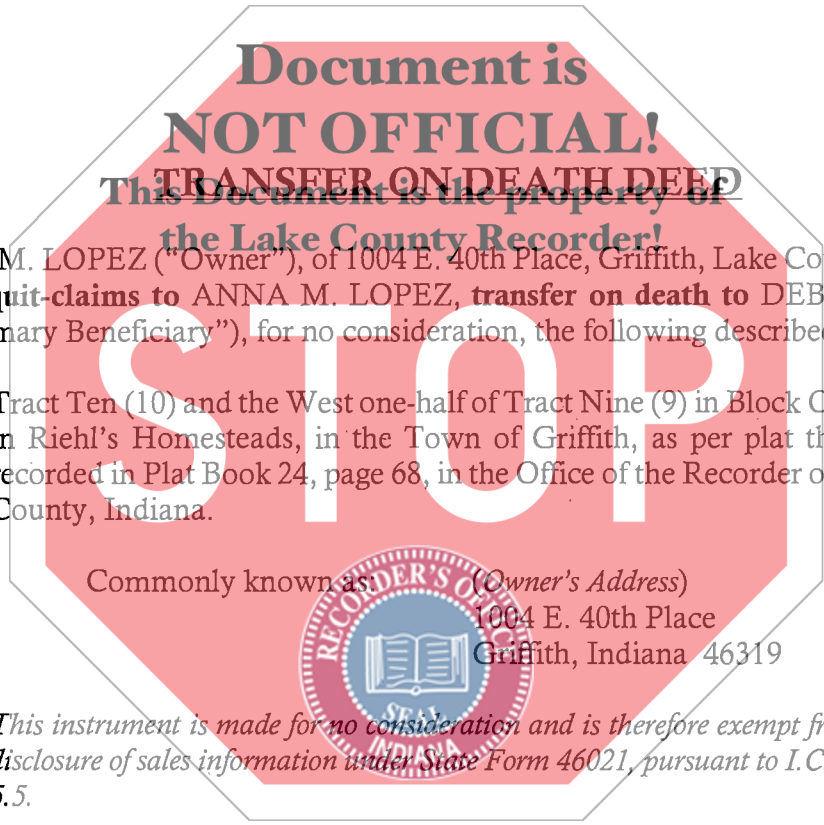 Document is
NOT OFFICIAL!
TRANSFER ON DEATH DEED
This Document is the property of
the Lake County Recorder!
M. LOPEZ (“Owner”), of 1004 E. 40th Place, Griffith, Lake Co
quit-claims to ANNA M. LOPEZ, transfer on death to DEB
mary Beneficiary”), for no consideration, the following described
Tract Ten (10) and the West one-half of Tract Nine (9) in Block O
n Riehl's Homesteads, in the Town of Griffith, as per plat th
recorded in Plat Book 24, page 68, in the Office of the Recorder o
County, Indiana.
STOP
Commonly known as: (Owner's Address)
1004 E. 40th Place
Griffith, Indiana 46319
RECORDER'S OFFICE
SEAL
INDIANA
This instrument is made for no consideration and is therefore exempt fr
disclosure of sales information under State Form 46021, pursuant to I.C
5.5.